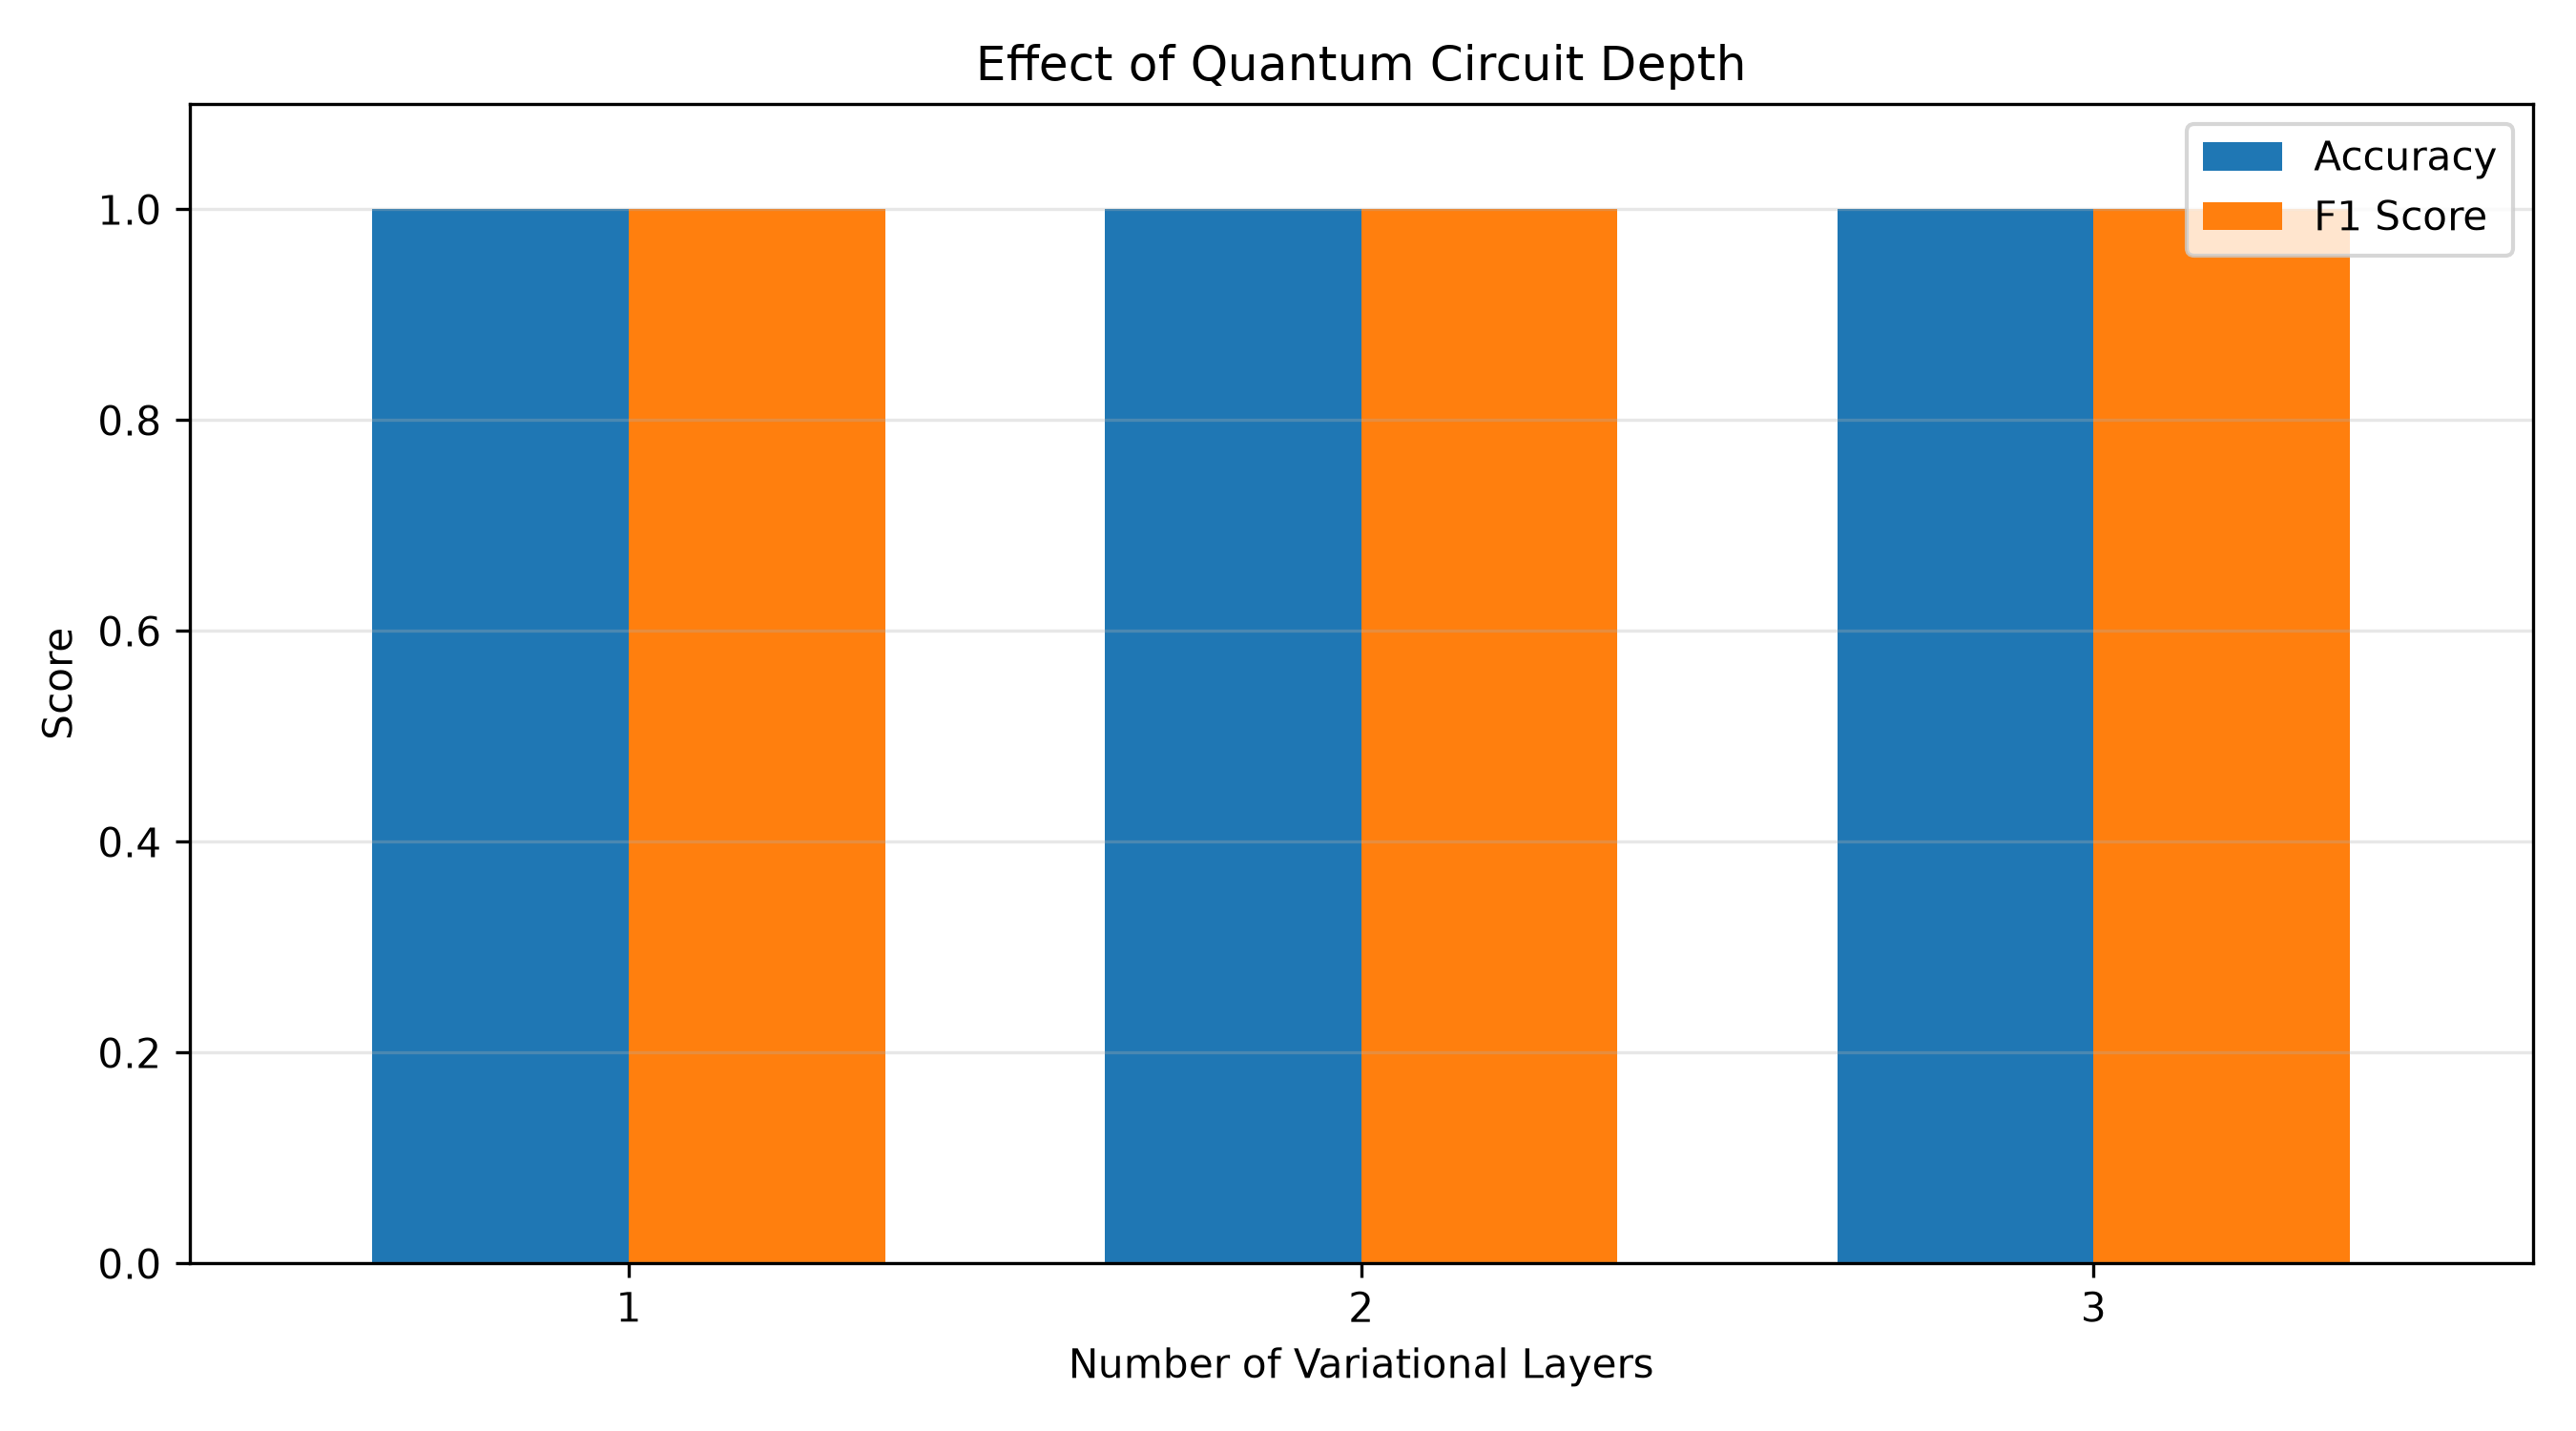 Effect of Quantum Circuit Depth
Accuracy
F1 Score
1.0
0.8
0.6
0.4
0.2
0.0
Score
1
2
3
Number of Variational Layers